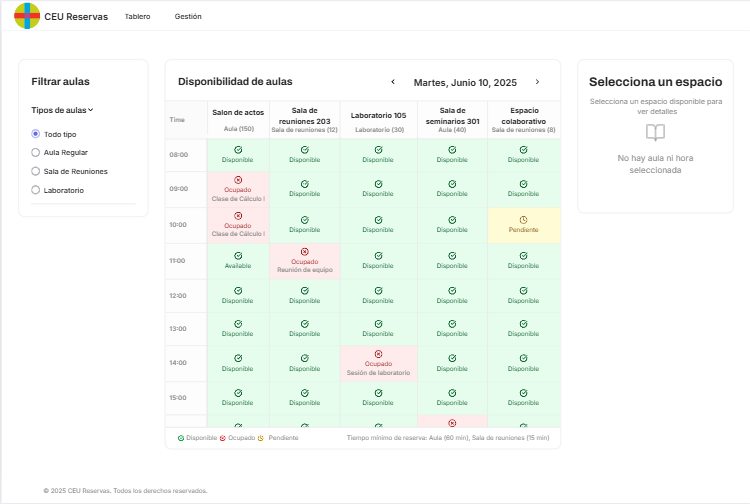 CEU Reservas Tablero Gestión
Filtrar aulas
Tipos de aulas
Todo tipo
Aula Regular
Sala de Reuniones
Laboratorio
Disponibilidad de aulas
Martes, Junio 10, 2025
Time
Salon de actos
Aula (150)
Sala de
reuniones 203
Sala de reuniones (12)
Laboratorio 105
Laboratorio (30)
Sala de
seminarios 301
Aula (40)
Espacio
colaborativo
Sala de reuniones (8)
08:00 Disponible Disponible Disponible Disponible Disponible
09:00 Ocupado Disponible Disponible Disponible Disponible
Clase de Cálculo I
10:00 Ocupado Disponible Disponible Disponible Pendiente
Clase de Cálculo I
11:00 Available Ocupado Disponible Disponible Disponible
Reunión de equipo
12:00 Disponible Disponible Disponible Disponible Disponible
13:00 Disponible Disponible Disponible Disponible Disponible
14:00 Disponible Disponible Ocupado Disponible Disponible
Sesión de laboratorio
15:00 Disponible Disponible Disponible Disponible Disponible
Disponible Ocupado Pendiente
Tiempo mínimo de reserva: Aula (60 min), Sala de reuniones (15 min)
Selecciona un espacio
Selecciona un espacio disponible para
ver detalles
No hay aula ni hora
seleccionada
© 2025 CEU Reservas. Todos los derechos reservados.